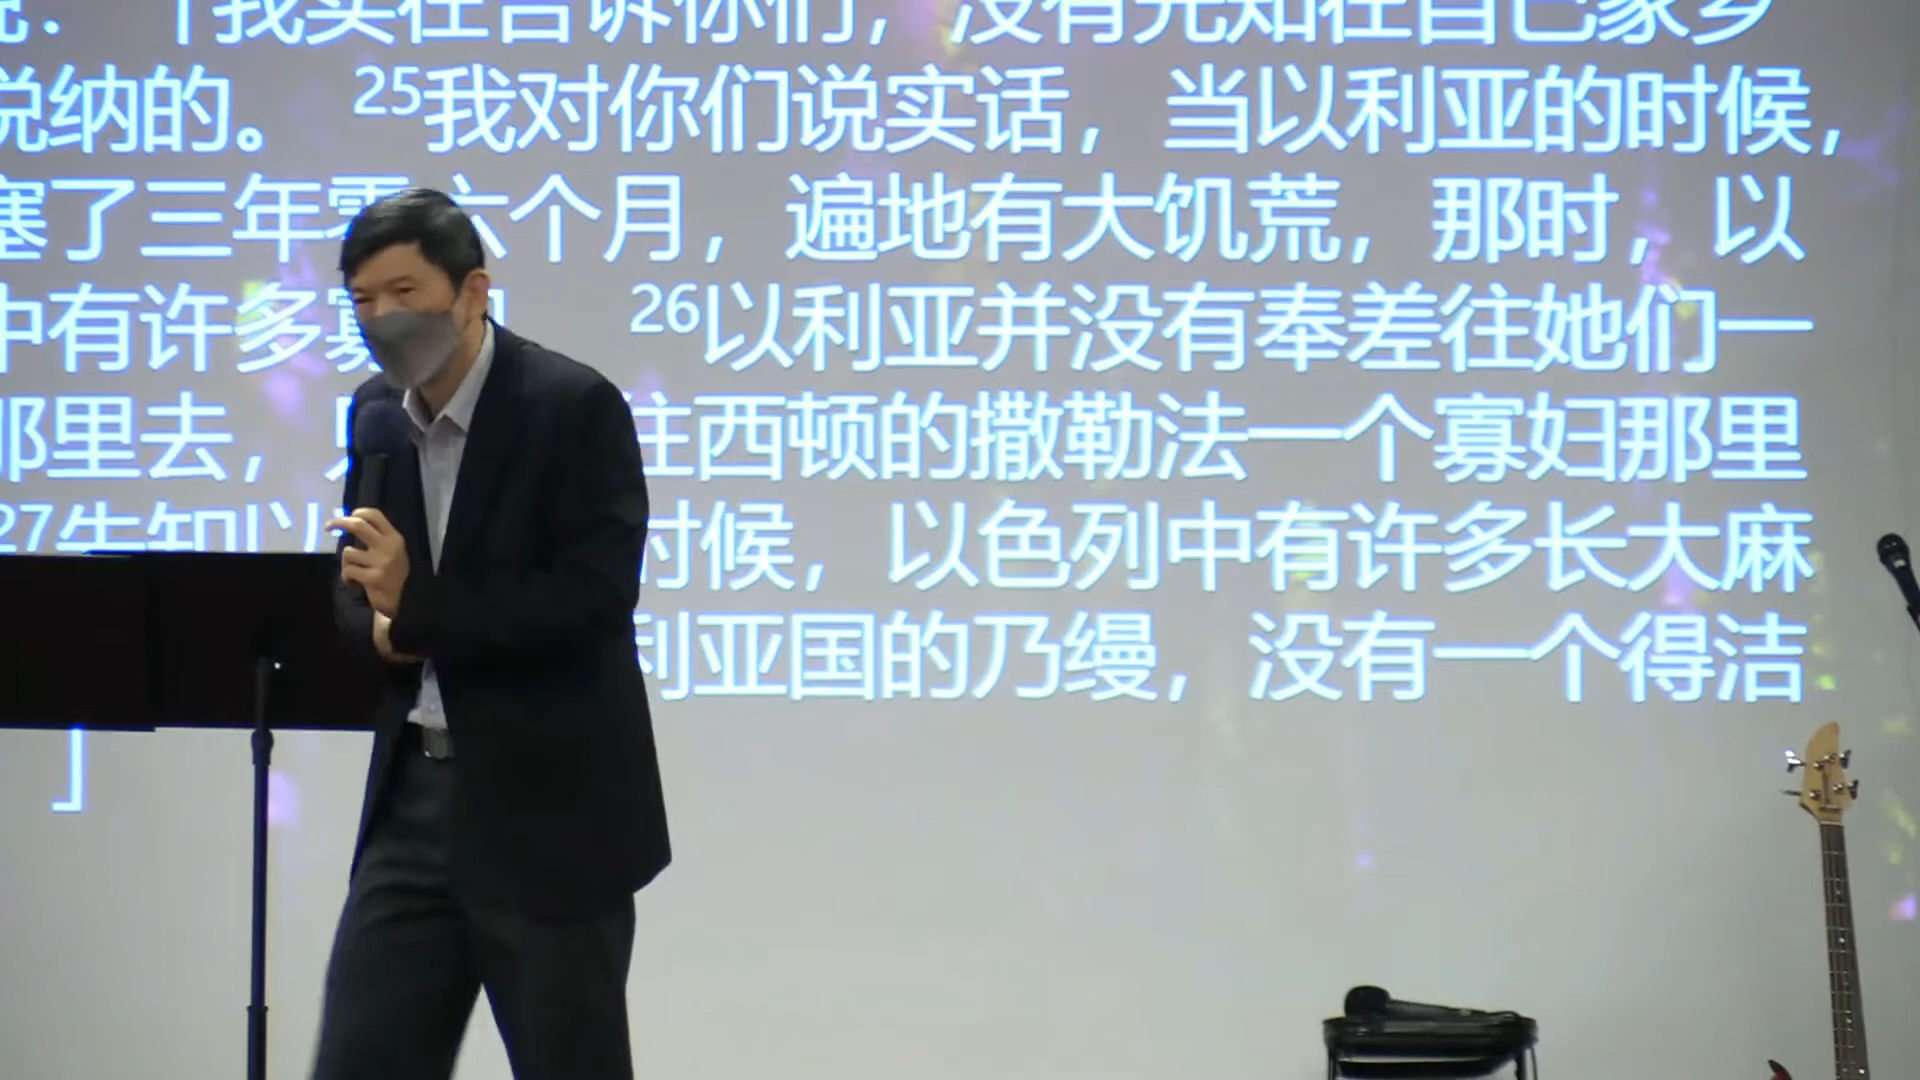 我实在告诉你们，没有先知在自己家乡
悦纳的。 25我对你们说实话，当以利亚的时候，
塞了三年零六个月，遍地有大饥荒，那时，以
中有许多寡 26以利亚并没有奉差往她们一
那里去， 往西顿的撒勒法一个寡妇那里
27先知以 时候，以色列中有许多长大麻
利亚国的乃缦，没有一个得洁
」